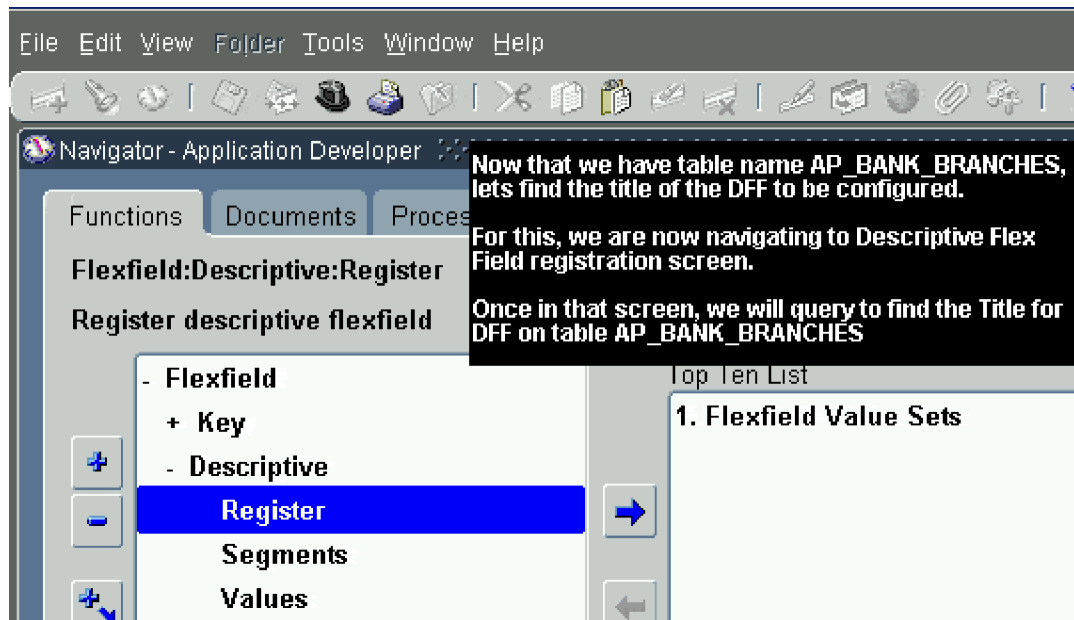 File Edit View Folder Tools Window Help
Navigator - Application Developer
Now that we have table name AP_BANK_BRANCHES,
lets find the title of the DFF to be configured.
For this, we are now navigating to Descriptive Flex
Field registration screen.
Once in that screen, we will query to find the Title for
DFF on table AP_BANK_BRANCHES
Functions Documents Proces
Flexfield:Descriptive:Register
Register descriptive flexfield
Top Ten List
- Flexfield
+ Key
- Descriptive
Register
Segments
Values
1. Flexfield Value Sets